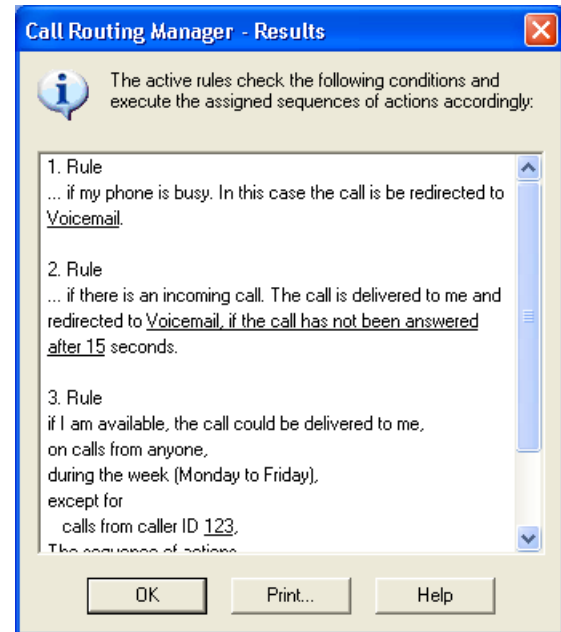 Call Routing Manager - Results
The active rules check the following conditions and
execute the assigned sequences of actions accordingly:
1. Rule
... if my phone is busy. In this case the call is be redirected to
Voicemail.
2. Rule
... if there is an incoming call. The call is delivered to me and
redirected to Voicemail, if the call has not been answered
after 15 seconds.
3. Rule
if I am available, the call could be delivered to me,
on calls from anyone,
during the week (Monday to Friday),
except for
calls from caller ID 123,
The sequence of actions
OK
Print...
Help